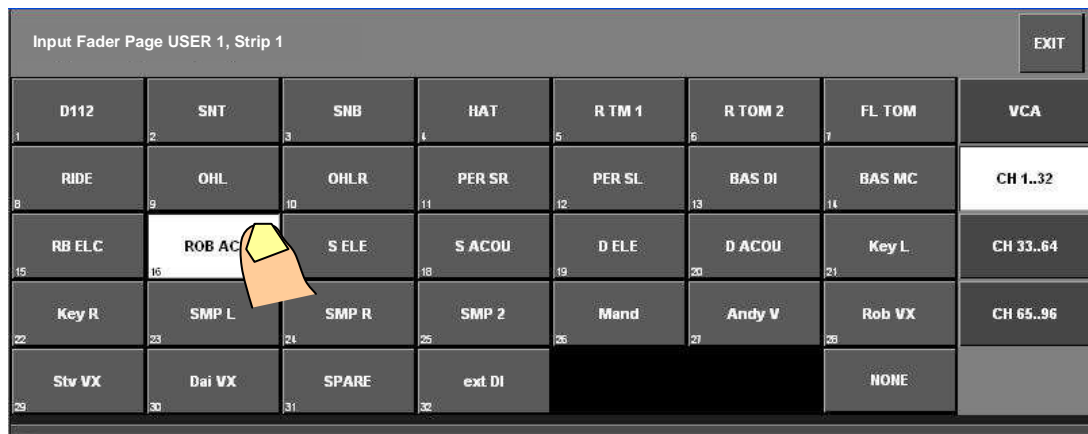 Input Fader Page USER 1, Strip 1
EXIT
D112 SNT SNB HAT R TM 1 R TOM 2 FL TOM VCA
1 2 3 4 5 6 7
RIDE OHL OHLR PER SR PER SL BAS DI BAS MC CH 1..32
8 9 10 11 12 13 14
RB ELC ROB AC S ELE S ACOU D ELE D ACOU Key L CH 33..64
15 16 18 19 20 21
Key R SMP L SMP R SMP 2 Mand Andy V Rob VX CH 65..96
22 23 24 25 26 27 28
Stv VX Dai VX SPARE ext DI NONE
29 30 31 32